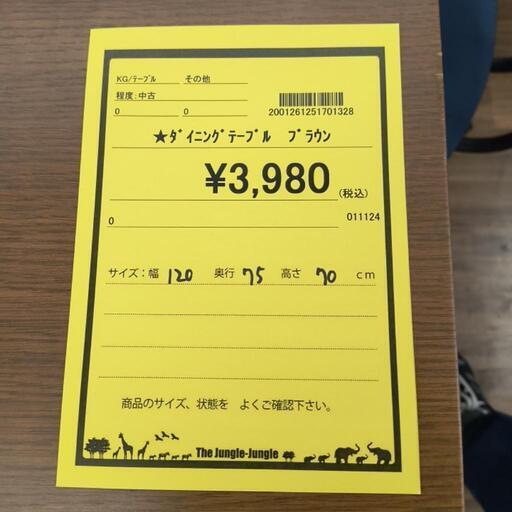 KG/ﾃｰﾌﾞﾙ その他
程度:中古
0 0 2001261251701328
★ﾀﾞｲﾆﾝｸﾞﾃｰﾌﾞﾙ ﾌﾞﾗｳﾝ
¥3,980(税込)
0 011124
サイズ:幅 120 奥行 75 高さ 70 cm
商品のサイズ、状態を よくご確認下さい。
The Jungle-Jungle